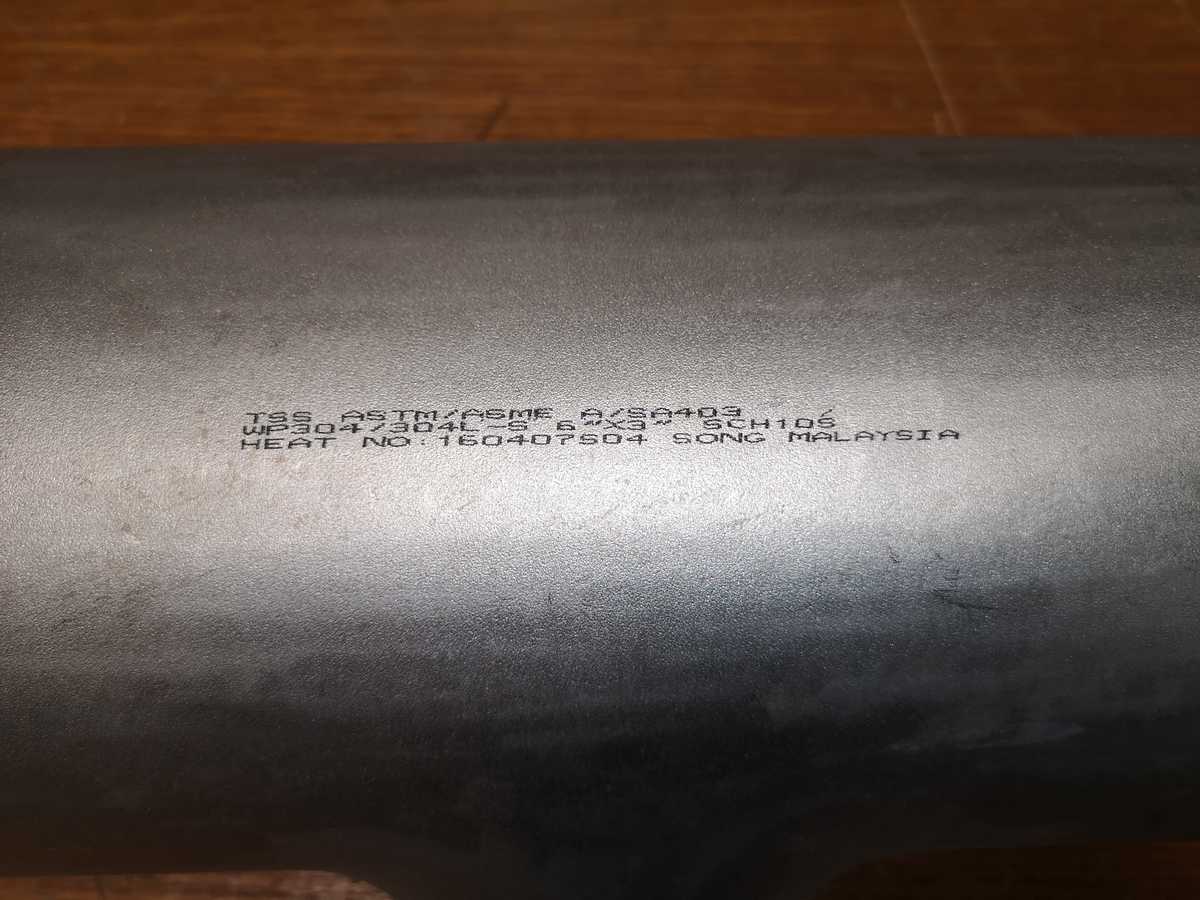 TSS ASTM/ASME A/SA403
WP304/304L-S 6"X3" SCH10S
HEAT NO:160407S04 SONG MALAYSIA